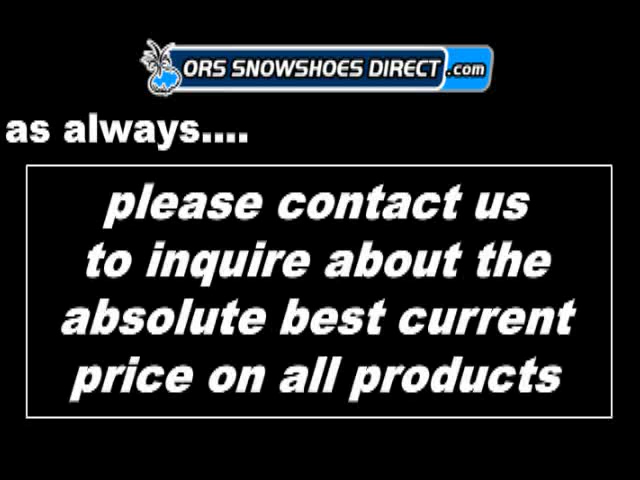 ORS SNOWSHOES DIRECT.com
as always....
please contact us
to inquire about the
absolute best current
price on all products